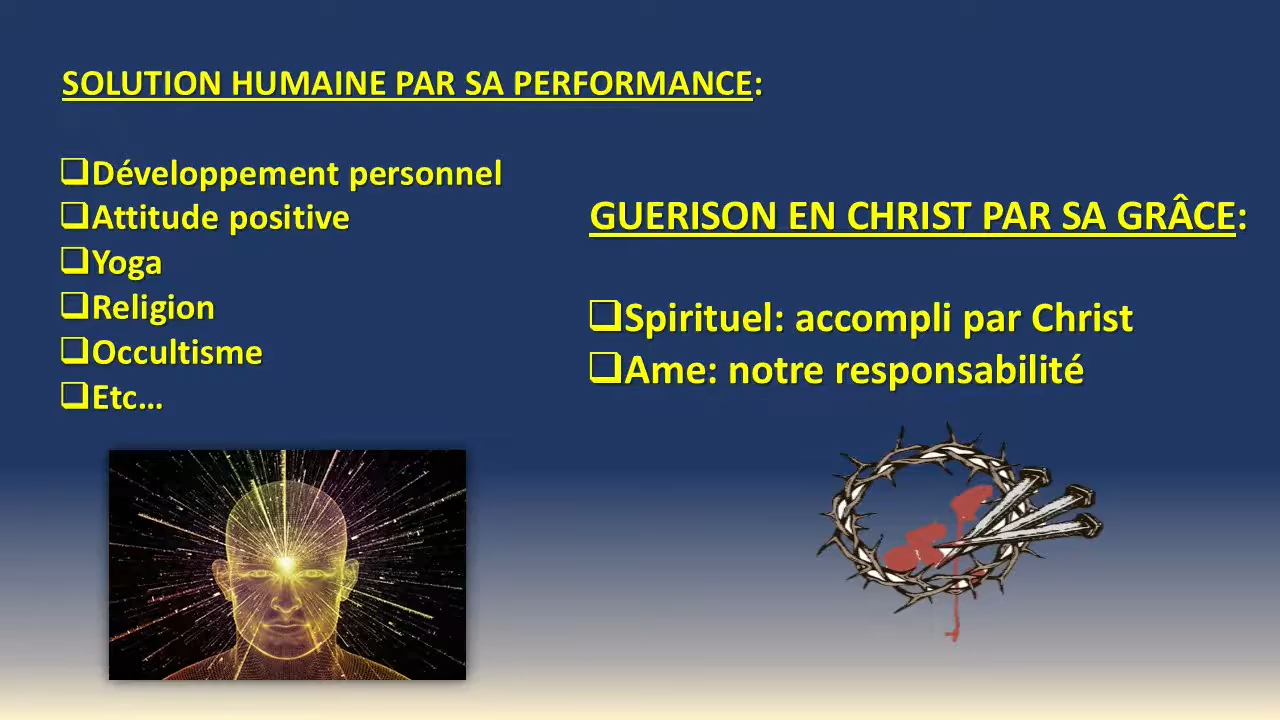 SOLUTION HUMAINE PAR SA PERFORMANCE:
❑Développement personnel
❑Attitude positive
❑Yoga
❑Religion
❑Occultisme
❑Etc…
GUERISON EN CHRIST PAR SA GRÂCE:
❑Spirituel: accompli par Christ
❑Ame: notre responsabilité